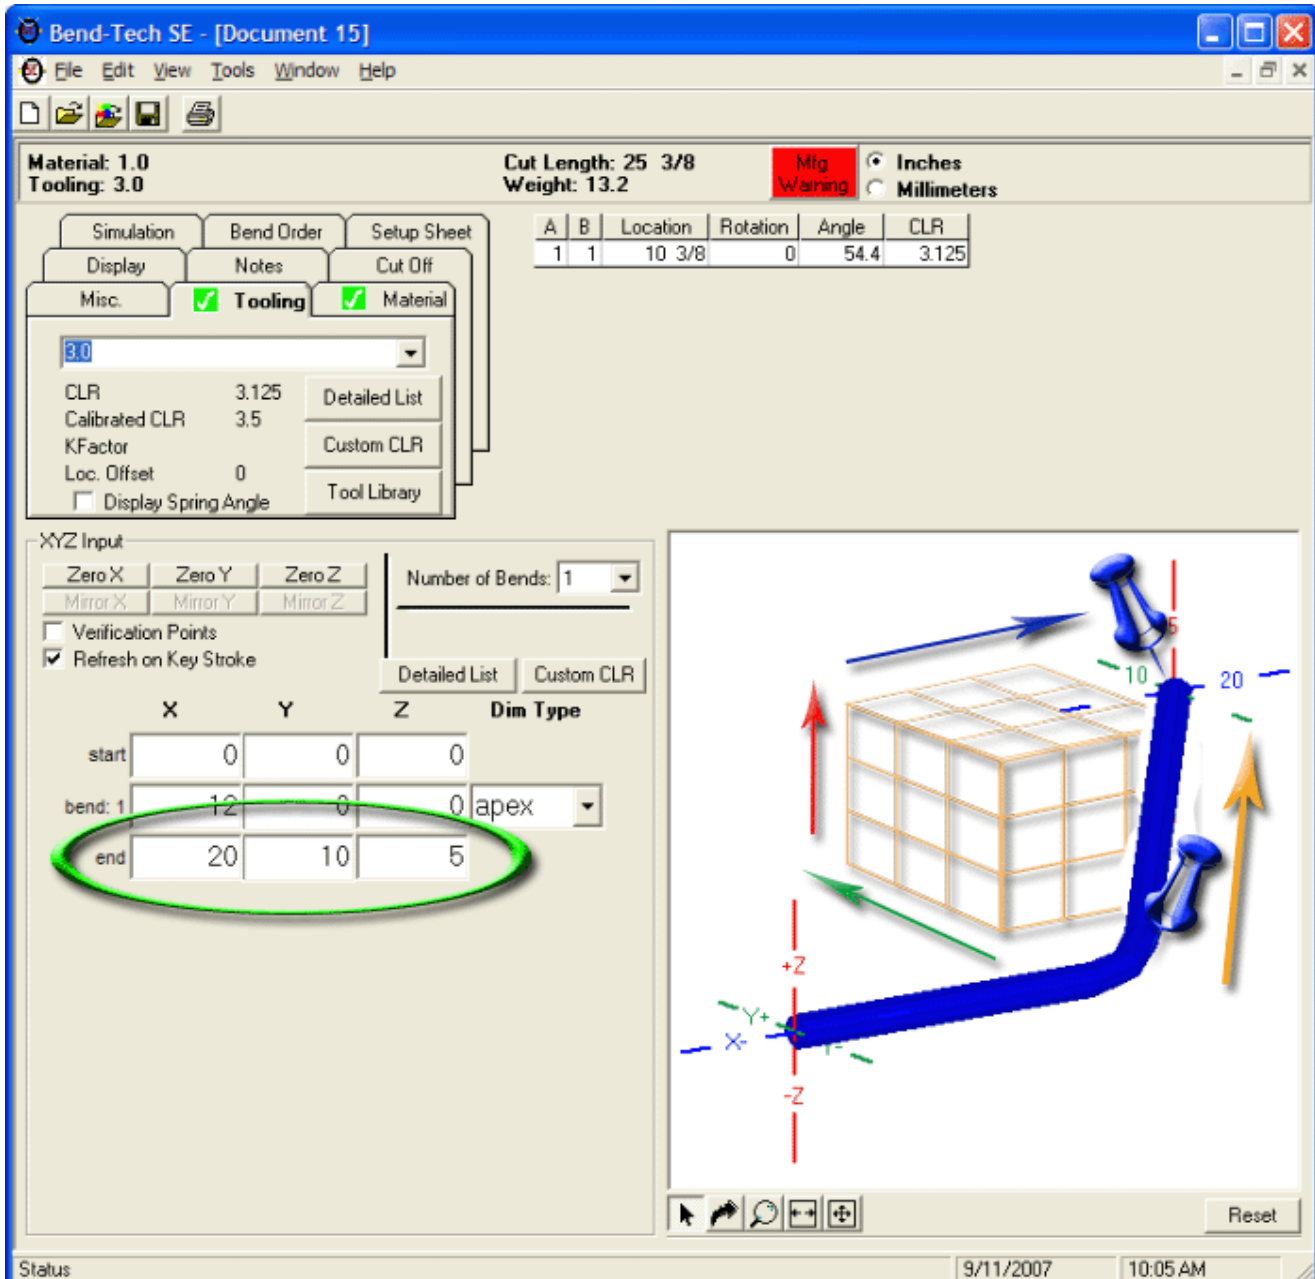 Bend-Tech SE - [Document 15]
File Edit View Tools Window Help
Material: 1.0
Tooling: 3.0
Cut Length: 25 3/8
Weight: 13.2
Mfg
Warning
Inches
Millimeters
Simulation Bend Order Setup Sheet
Display Notes Cut Off
Misc. Tooling Material
A B Location Rotation Angle CLR
1 1 10 3/8 0 54.4 3.125
3.0
CLR 3.125
Calibrated CLR 3.5
KFactor
Loc. Offset 0
Display Spring Angle
Detailed List
Custom CLR
Tool Library
XYZ Input
Zero X Zero Y Zero Z
Mirror X Mirror Y Mirror Z
Verification Points
Refresh on Key Stroke
Number of Bends: 1
Detailed List Custom CLR
X Y Z Dim Type
start 0 0 0
bend: 1 12 0 0 apex
end 20 10 5
5
10
20
+Z
Y+
X-
Y-
-Z
Reset
Status 9/11/2007 10:05 AM